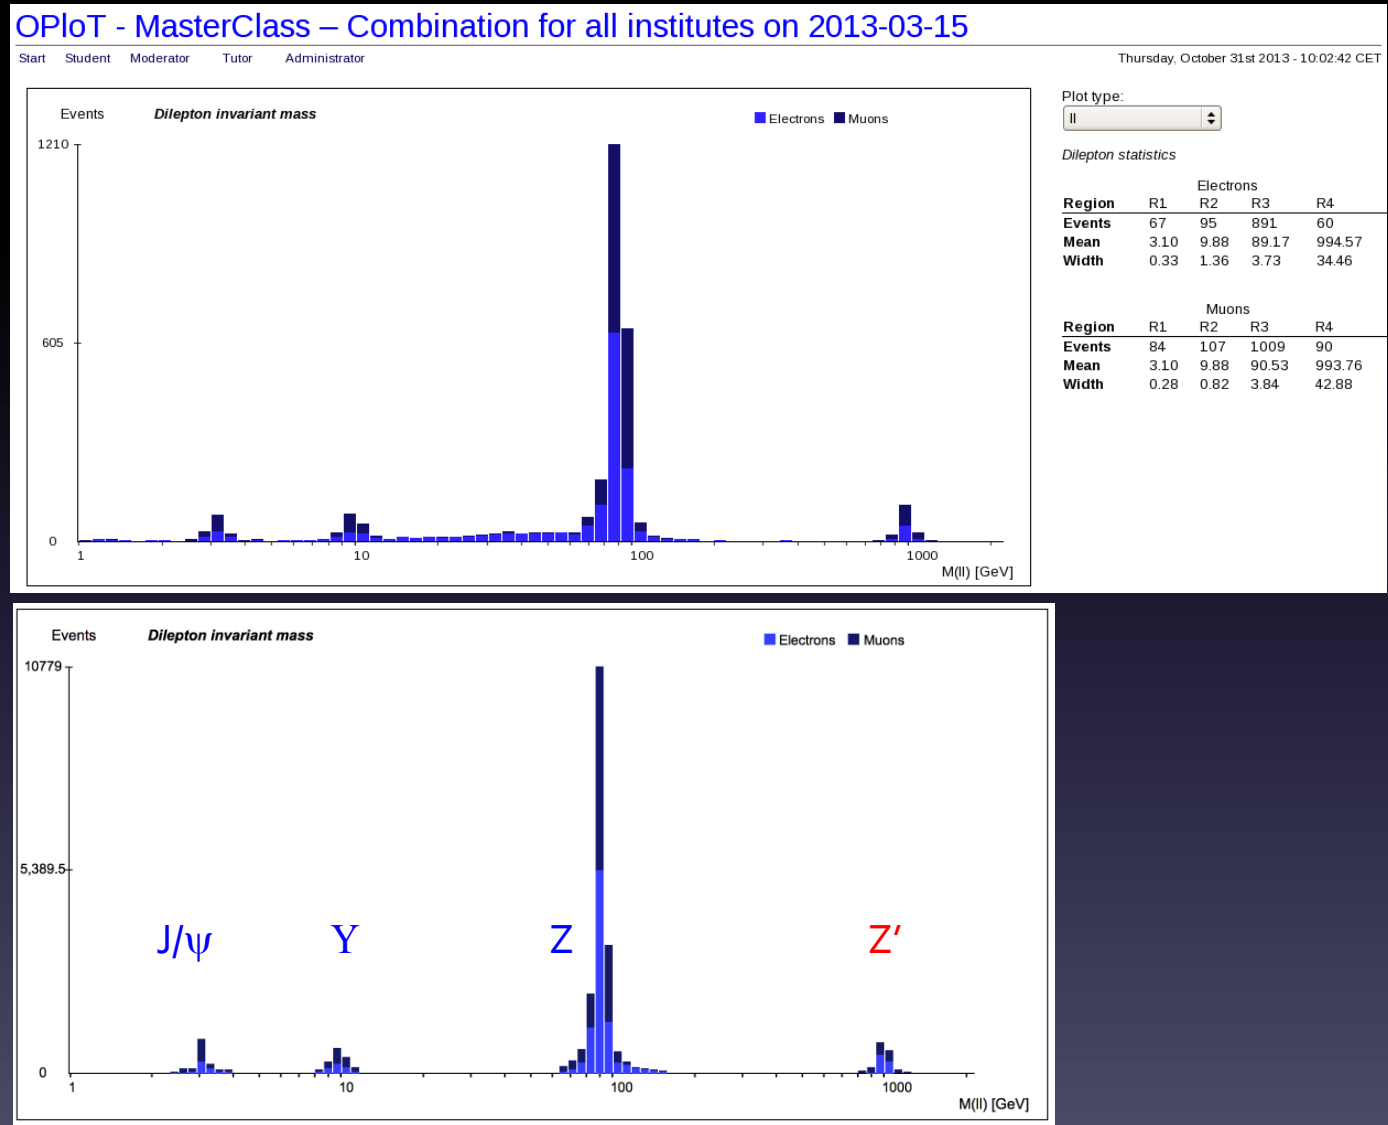 OPloT - MasterClass – Combination for all institutes on 2013-03-15
Start Student Moderator Tutor Administrator
Thursday, October 31st 2013 - 10:02:42 CET
Events Dilepton invariant mass Electrons Muons
1210
605
0
1 10 100 1000
M(ll) [GeV]
Plot type:
ll
Dilepton statistics
Electrons
Region R1 R2 R3 R4
Events 67 95 891 60
Mean 3.10 9.88 89.17 994.57
Width 0.33 1.36 3.73 34.46
Muons
Region R1 R2 R3 R4
Events 84 107 1009 90
Mean 3.10 9.88 90.53 993.76
Width 0.28 0.82 3.84 42.88
Events Dilepton invariant mass Electrons Muons
10779
5,389.5
J/ψ Υ Z Z′
0
1 10 100 1000
M(ll) [GeV]